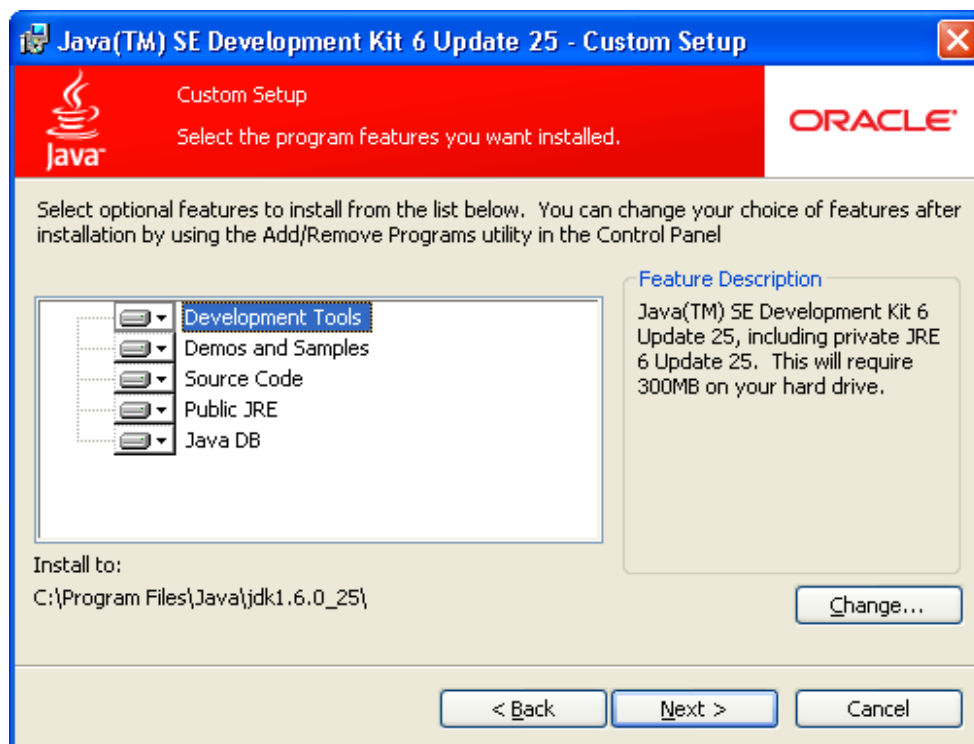 Java(TM) SE Development Kit 6 Update 25 - Custom Setup
Custom Setup
Select the program features you want installed.
Java™
ORACLE®
Select optional features to install from the list below. You can change your choice of features after
installation by using the Add/Remove Programs utility in the Control Panel
Development Tools
Demos and Samples
Source Code
Public JRE
Java DB
Feature Description
Java(TM) SE Development Kit 6
Update 25, including private JRE
6 Update 25. This will require
300MB on your hard drive.
Install to:
C:\Program Files\Java\jdk1.6.0_25\
Change...
< Back
Next >
Cancel